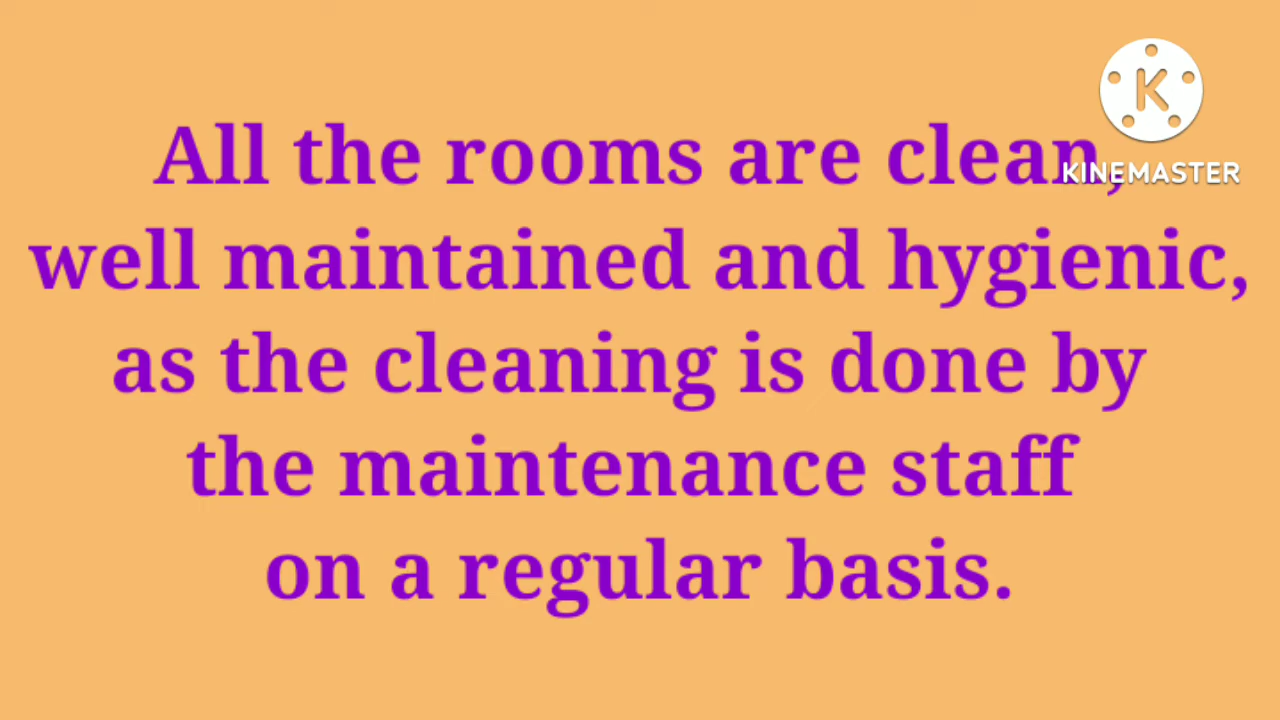 All the rooms are clean,
KINEMASTER
well maintained and hygienic,
as the cleaning is done by
the maintenance staff
on a regular basis.